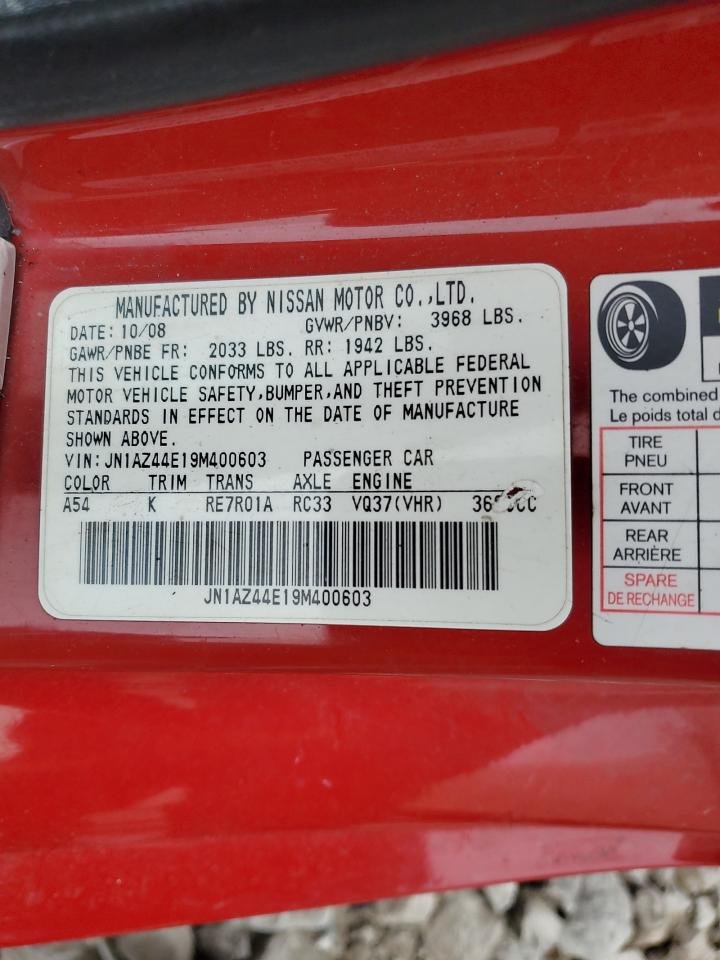 MANUFACTURED BY NISSAN MOTOR CO.,LTD.
DATE: 10/08 GVWR/PNBV: 3968 LBS.
GAWR/PNBE FR: 2033 LBS. RR: 1942 LBS.
THIS VEHICLE CONFORMS TO ALL APPLICABLE FEDERAL
MOTOR VEHICLE SAFETY,BUMPER,AND THEFT PREVENTION
STANDARDS IN EFFECT ON THE DATE OF MANUFACTURE
SHOWN ABOVE.
VIN: JN1AZ44E19M400603 PASSENGER CAR
COLOR TRIM TRANS AXLE ENGINE
A54 K RE7R01A RC33 VQ37(VHR)
JN1AZ44E19M400603
The combined
Le poids total d
TIRE
PNEU
FRONT
AVANT
REAR
ARRIÈRE
SPARE
DE RECHANGE